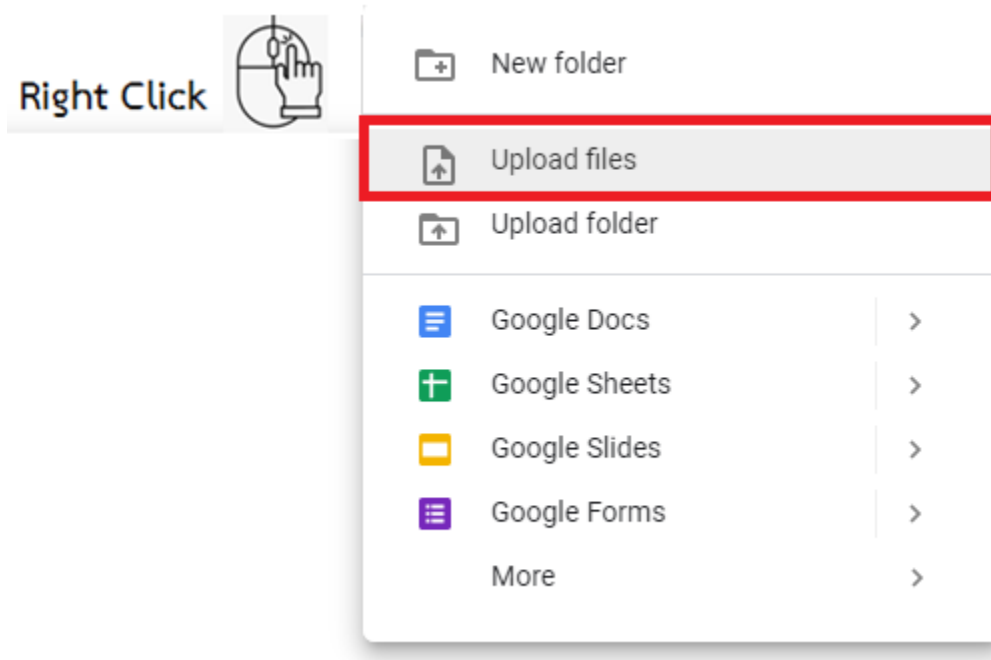 Right Click
New folder
Upload files
Upload folder
Google Docs
Google Sheets
Google Slides
Google Forms
More